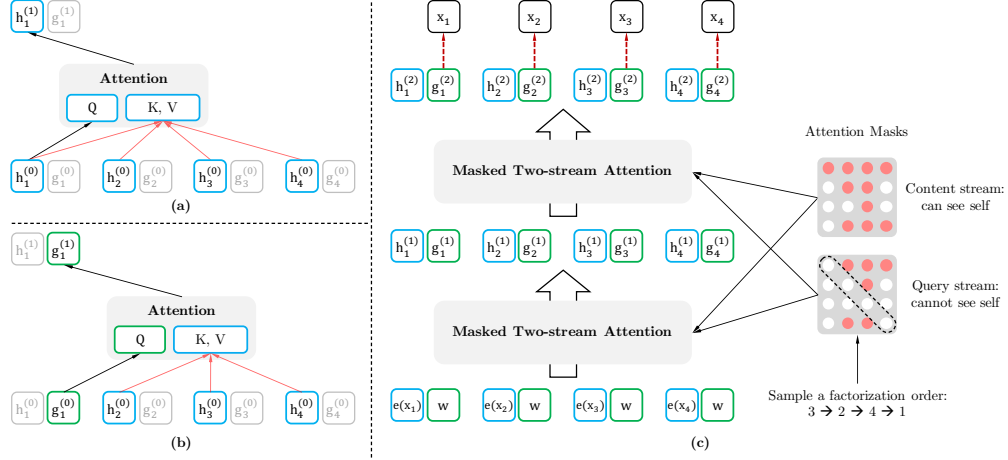 h₁⁽¹⁾ g₁⁽¹⁾
Attention
Q K, V
h₁⁽⁰⁾ g₁⁽⁰⁾ h₂⁽⁰⁾ g₂⁽⁰⁾ h₃⁽⁰⁾ g₃⁽⁰⁾ h₄⁽⁰⁾ g₄⁽⁰⁾
(a)
h₁⁽¹⁾ g₁⁽¹⁾
Attention
Q K, V
h₁⁽⁰⁾ g₁⁽⁰⁾ h₂⁽⁰⁾ g₂⁽⁰⁾ h₃⁽⁰⁾ g₃⁽⁰⁾ h₄⁽⁰⁾ g₄⁽⁰⁾
(b)
x₁ x₂ x₃ x₄
h₁⁽²⁾ g₁⁽²⁾ h₂⁽²⁾ g₂⁽²⁾ h₃⁽²⁾ g₃⁽²⁾ h₄⁽²⁾ g₄⁽²⁾
Masked Two-stream Attention
h₁⁽¹⁾ g₁⁽¹⁾ h₂⁽¹⁾ g₂⁽¹⁾ h₃⁽¹⁾ g₃⁽¹⁾ h₄⁽¹⁾ g₄⁽¹⁾
Masked Two-stream Attention
e(x₁) w e(x₂) w e(x₃) w e(x₄) w
(c)
Attention Masks
Content stream:
can see self
Query stream:
cannot see self
Sample a factorization order:
3 → 2 → 4 → 1